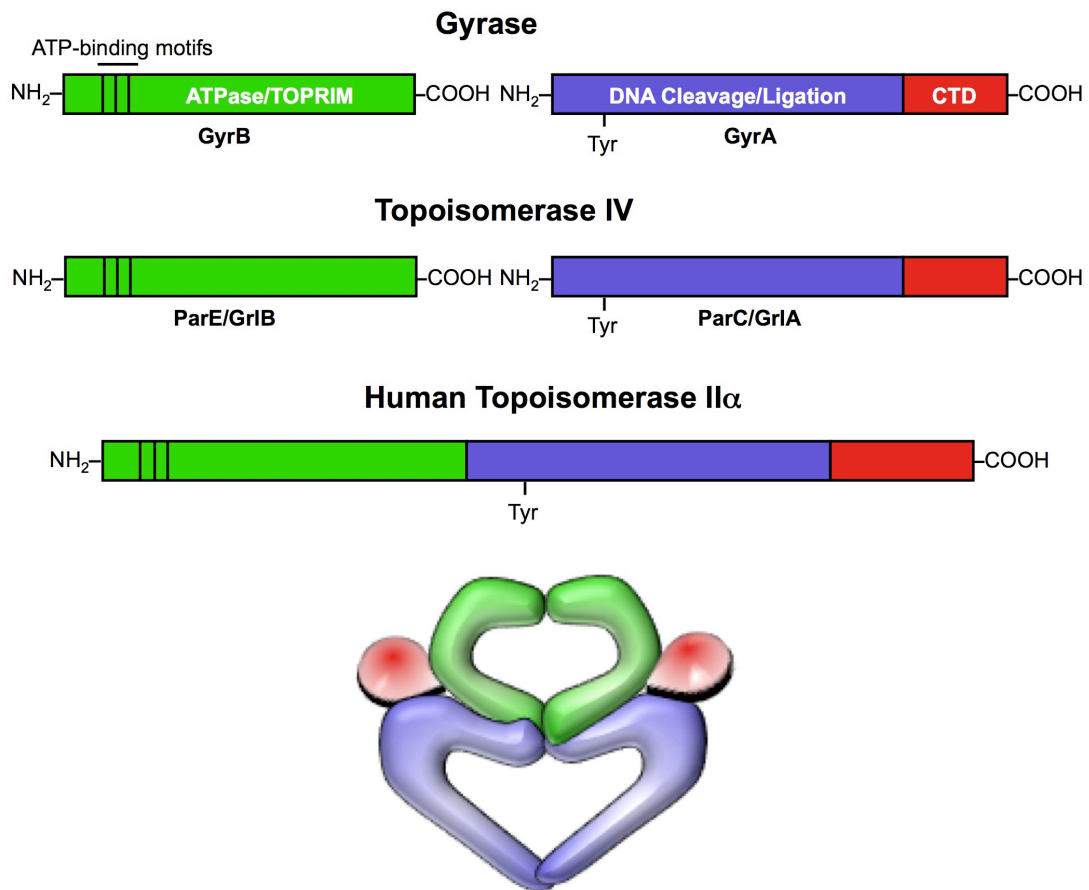 Gyrase
ATP-binding motifs
NH₂ ATPase/TOPRIM COOH NH₂ DNA Cleavage/Ligation CTD COOH
GyrB Tyr GyrA
Topoisomerase IV
NH₂ COOH NH₂ COOH
ParE/GrlB Tyr ParC/GrlA
Human Topoisomerase IIα
NH₂ COOH
Tyr